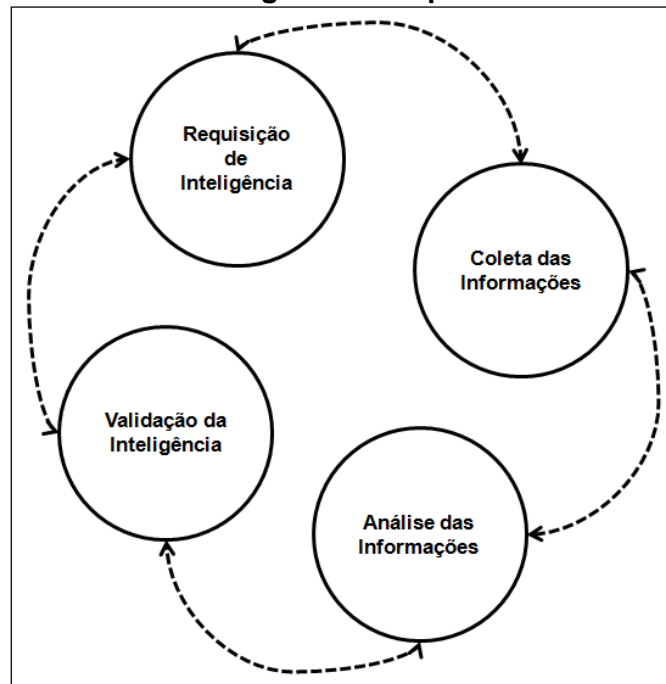 Requisição
de
Inteligência
Coleta das
Informações
Análise das
Informações
Validação da
Inteligência